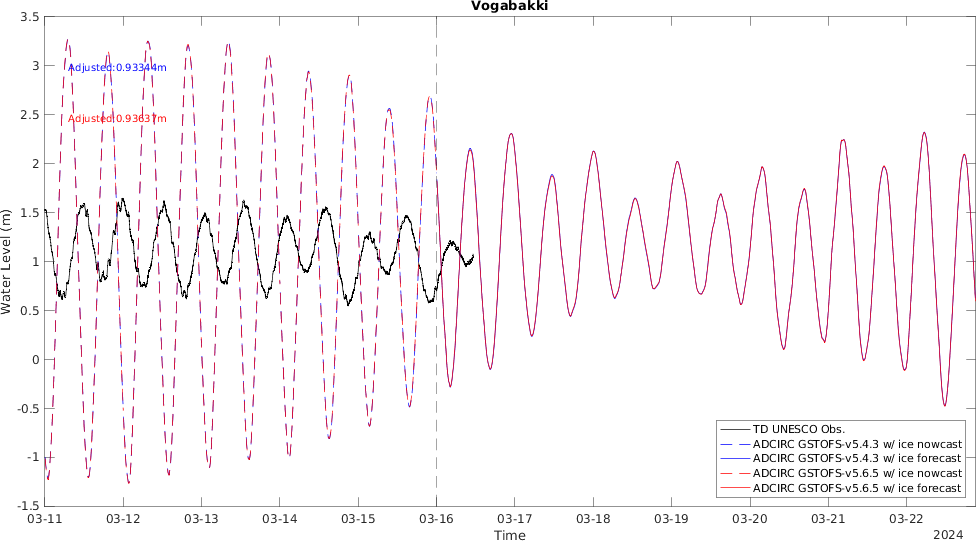 Vogabakki
3.5
3
2.5
2
1.5
1
0.5
0
-0.5
-1
-1.5
Water Level (m)
Adjusted:0.93344m
Adjusted:0.93637m
TD UNESCO Obs.
ADCIRC GSTOFS-v5.4.3 w/ ice nowcast
ADCIRC GSTOFS-v5.4.3 w/ ice forecast
ADCIRC GSTOFS-v5.6.5 w/ ice nowcast
ADCIRC GSTOFS-v5.6.5 w/ ice forecast
03-11 03-12 03-13 03-14 03-15 03-16 03-17 03-18 03-19 03-20 03-21 03-22
Time
2024